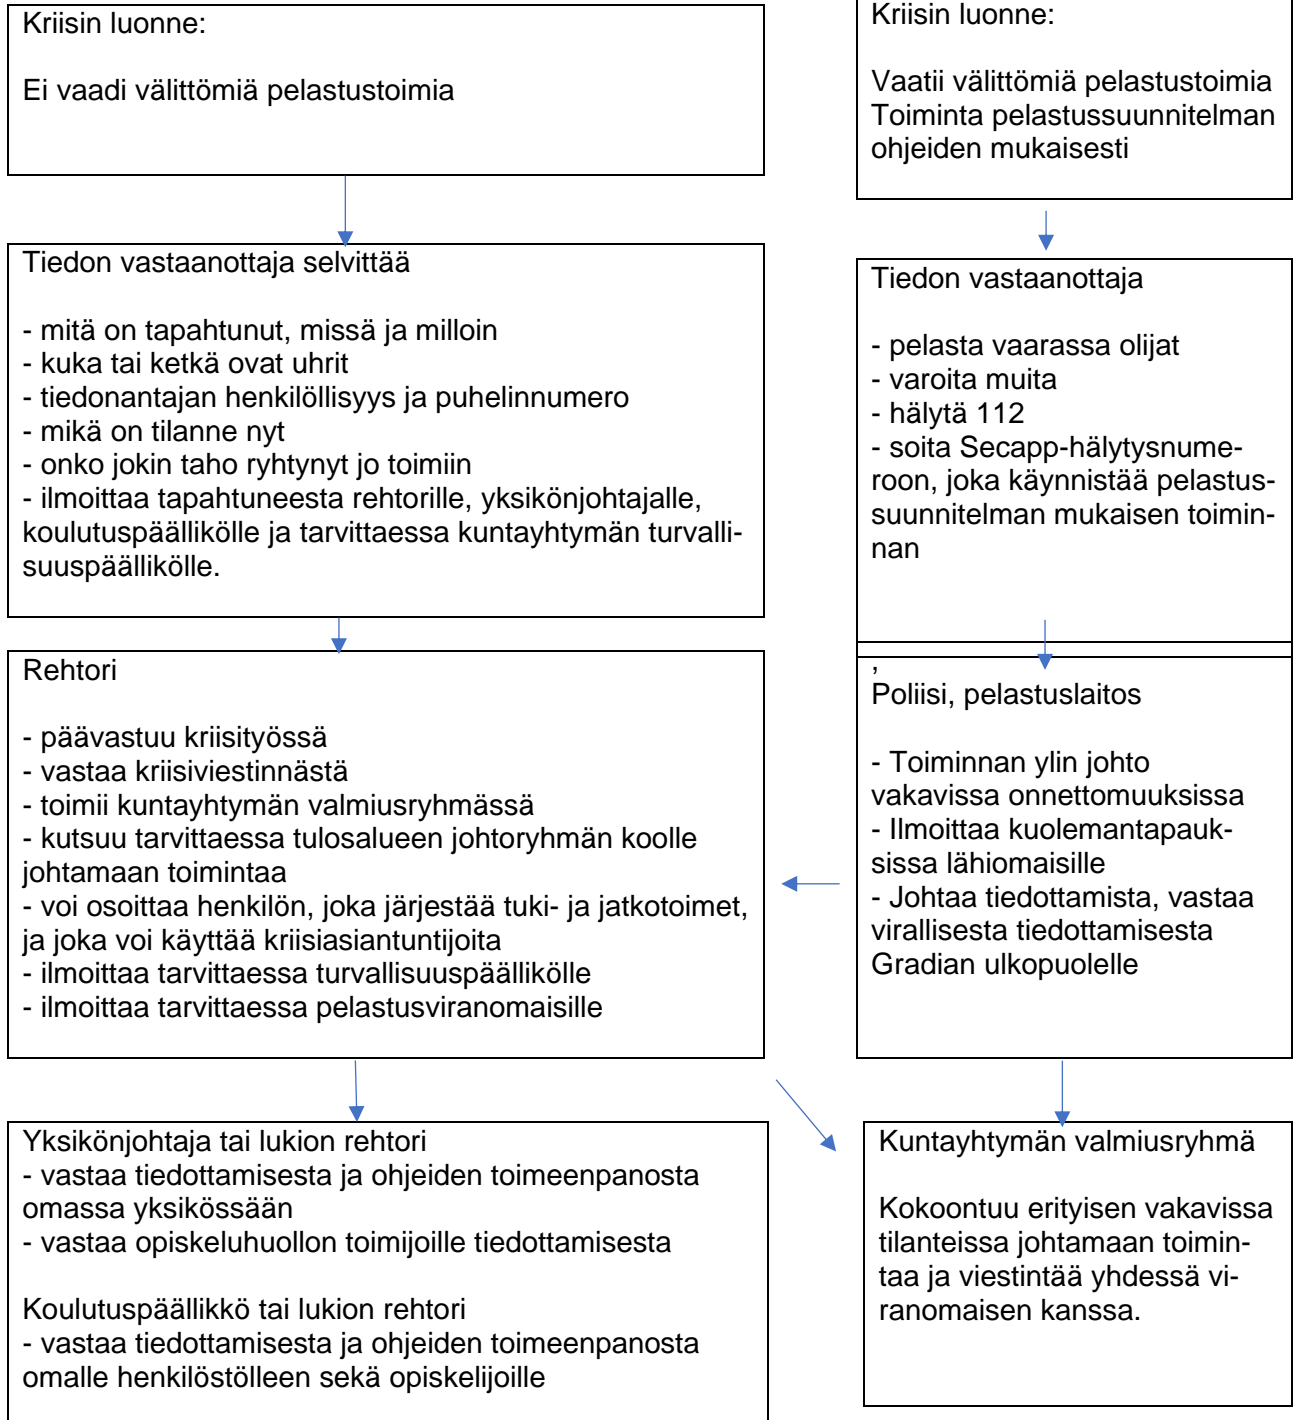 Kriisin luonne:
Ei vaadi välittömiä pelastustoimia
Kriisin luonne:
Vaatii välittömiä pelastustoimia
Toiminta pelastussuunnitelman
ohjeiden mukaisesti
Tiedon vastaanottaja selvittää
- mitä on tapahtunut, missä ja milloin
- kuka tai ketkä ovat uhrit
- tiedonantajan henkilöllisyys ja puhelinnumero
- mikä on tilanne nyt
- onko jokin taho ryhtynyt jo toimiin
- ilmoittaa tapahtuneesta rehtorille, yksikönjohtajalle,
koulutuspäällikölle ja tarvittaessa kuntayhtymän turvalli-
suuspäällikölle.
Tiedon vastaanottaja
- pelasta vaarassa olijat
- varoita muita
- hälytä 112
- soita Secapp-hälytysnume-
roon, joka käynnistää pelastus-
suunnitelman mukaisen toimin-
nan
Rehtori
- päävastuu kriisityössä
- vastaa kriisiviestinnästä
- toimii kuntayhtymän valmiusryhmässä
- kutsuu tarvittaessa tulosalueen johtoryhmän koolle
johtamaan toimintaa
- voi osoittaa henkilön, joka järjestää tuki- ja jatkotoimet,
ja joka voi käyttää kriisiasiantuntijoita
- ilmoittaa tarvittaessa turvallisuuspäällikölle
- ilmoittaa tarvittaessa pelastusviranomaisille
,
Poliisi, pelastuslaitos
- Toiminnan ylin johto
vakavissa onnettomuuksissa
- Ilmoittaa kuolemantapauk-
sissa lähiomaisille
- Johtaa tiedottamista, vastaa
virallisesta tiedottamisesta
Gradian ulkopuolelle
Yksikönjohtaja tai lukion rehtori
- vastaa tiedottamisesta ja ohjeiden toimeenpanosta
omassa yksikössään
- vastaa opiskeluhuollon toimijoille tiedottamisesta
Koulutuspäällikkö tai lukion rehtori
- vastaa tiedottamisesta ja ohjeiden toimeenpanosta
omalle henkilöstölleen sekä opiskelijoille
Kuntayhtymän valmiusryhmä
Kokoontuu erityisen vakavissa
tilanteissa johtamaan toimin-
taa ja viestintää yhdessä vi-
ranomaisen kanssa.